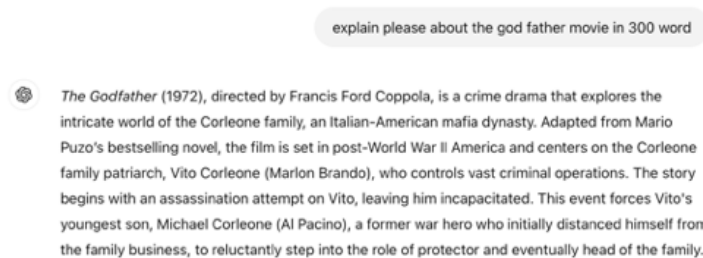 explain please about the god father movie in 300 word
The Godfather (1972), directed by Francis Ford Coppola, is a crime drama that explores the
intricate world of the Corleone family, an Italian-American mafia dynasty. Adapted from Mario
Puzo's bestselling novel, the film is set in post-World War II America and centers on the Corleone
family patriarch, Vito Corleone (Marlon Brando), who controls vast criminal operations. The story
begins with an assassination attempt on Vito, leaving him incapacitated. This event forces Vito's
youngest son, Michael Corleone (Al Pacino), a former war hero who initially distanced himself from
the family business, to reluctantly step into the role of protector and eventually head of the family.